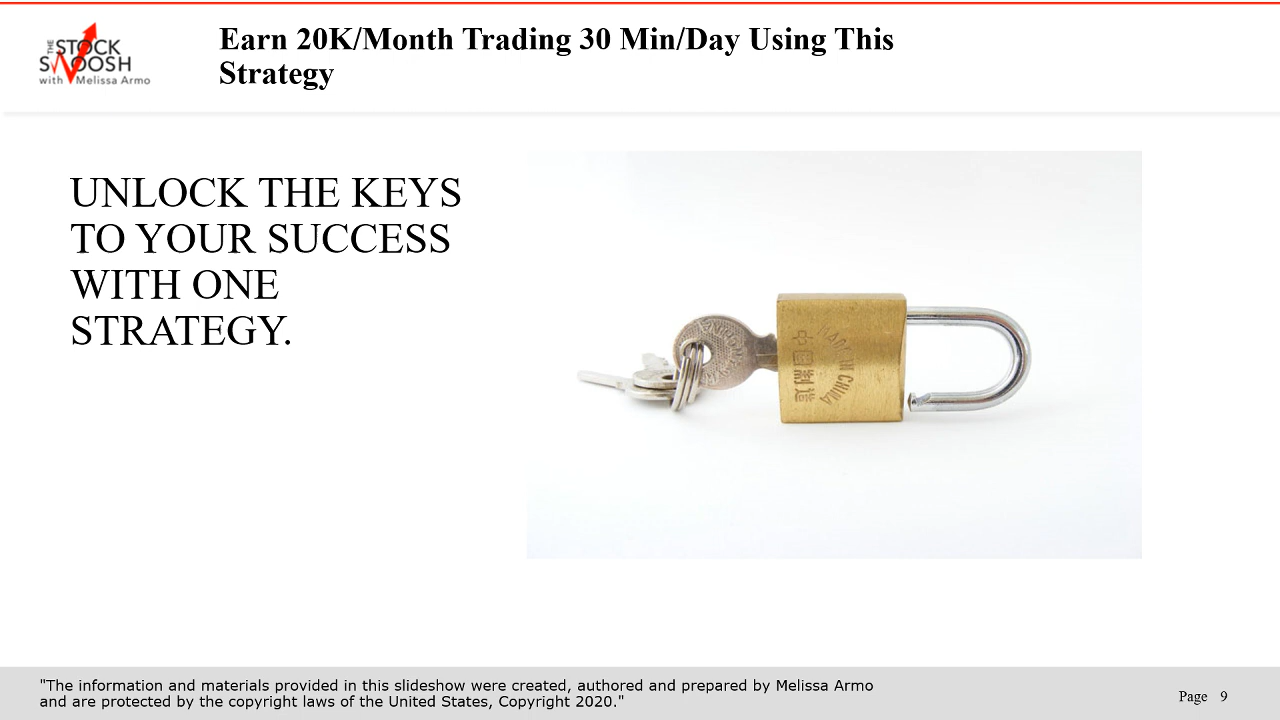 THE
STOCK
SWOOSH
with Melissa Armo
Earn 20K/Month Trading 30 Min/Day Using This
Strategy
UNLOCK THE KEYS
TO YOUR SUCCESS
WITH ONE
STRATEGY.
MADE IN CHINA
中國製造
"The information and materials provided in this slideshow were created, authored and prepared by Melissa Armo
and are protected by the copyright laws of the United States, Copyright 2020."
Page 9